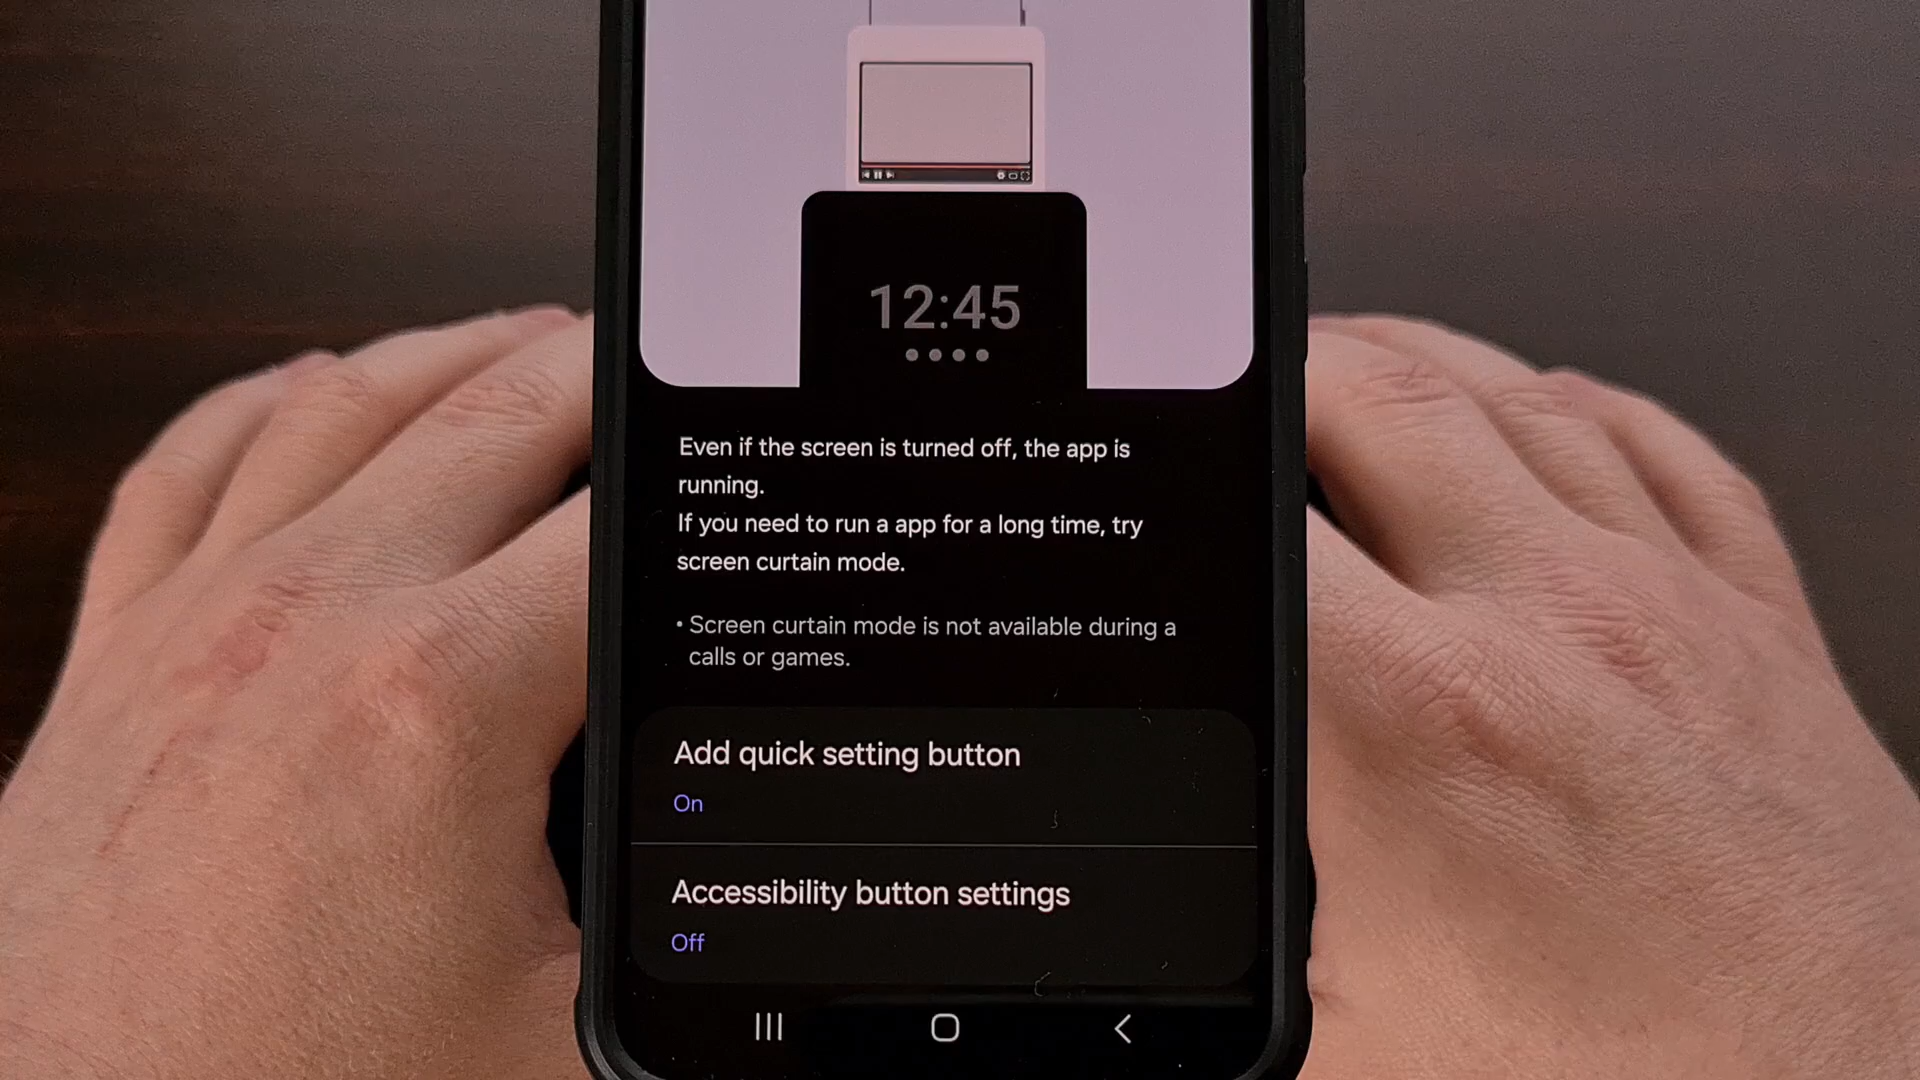 12:45
Even if the screen is turned off, the app is
running.
If you need to run a app for a long time, try
screen curtain mode.
• Screen curtain mode is not available during a
calls or games.
Add quick setting button
On
Accessibility button settings
Off